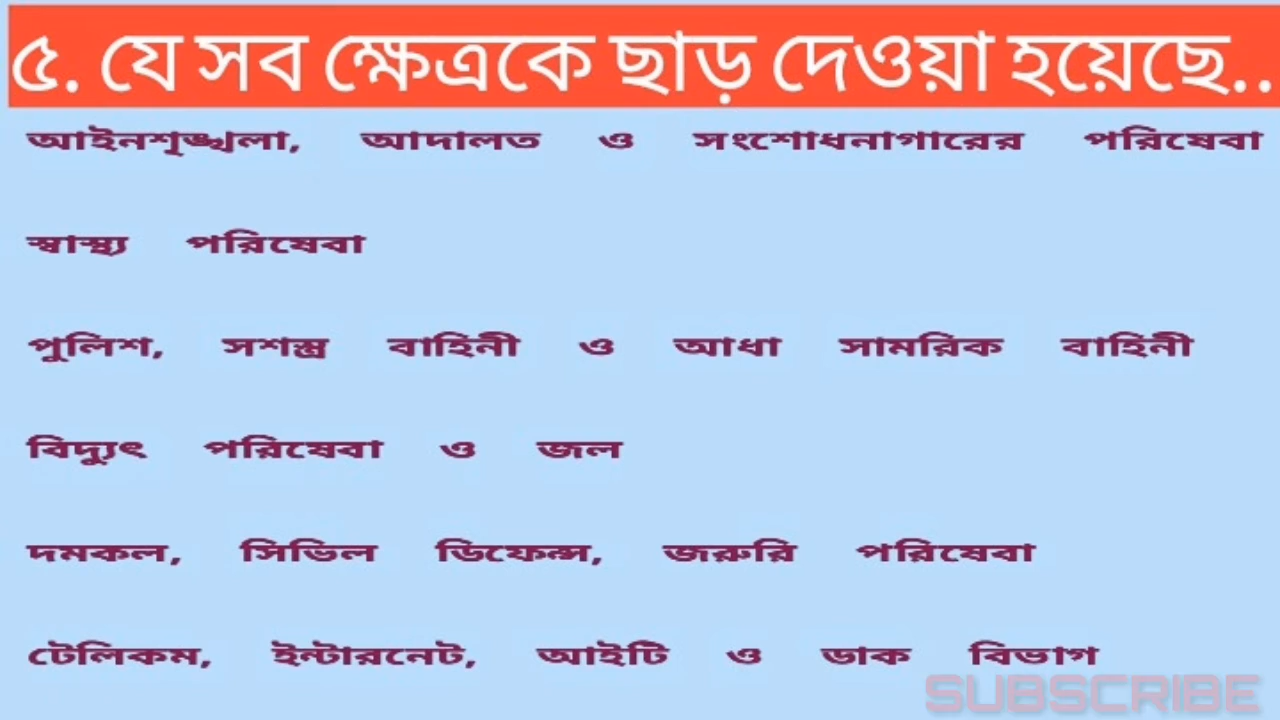 ৫. যে সব ক্ষেত্রকে ছাড় দেওয়া হয়েছে..
আইনশৃঙ্খলা, আদালত ও সংশোধনাগারের পরিষেবা
স্বাস্থ্য পরিষেবা
পুলিশ, সশস্ত্র বাহিনী ও আধা সামরিক বাহিনী
বিদ্যুৎ পরিষেবা ও জল
দমকল, সিভিল ডিফেন্স, জরুরি পরিষেবা
টেলিকম, ইন্টারনেট, আইটি ও ডাক বিভাগ
SUBSCRIBE